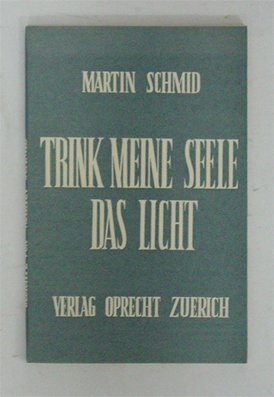 MARTIN SCHMID
TRINK MEINE SEELE
DAS LICHT
VERLAG OPRECHT ZUERICH